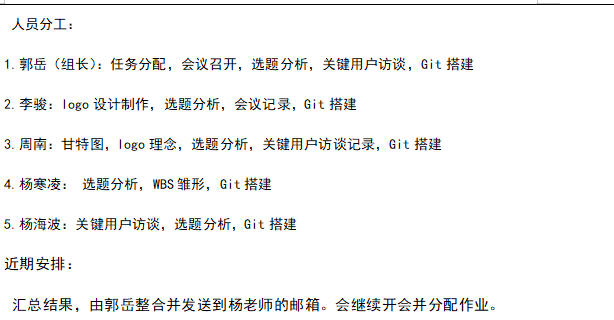 人员分工：
1.郭岳（组长）：任务分配，会议召开，选题分析，关键用户访谈，Git 搭建
2.李骏：logo 设计制作，选题分析，会议记录，Git 搭建
3.周南：甘特图，logo 理念，选题分析，关键用户访谈记录，Git 搭建
4.杨寒凌： 选题分析，WBS 雏形，Git 搭建
5.杨海波：关键用户访谈，选题分析，Git 搭建
近期安排：
汇总结果，由郭岳整合并发送到杨老师的邮箱。会继续开会并分配作业。